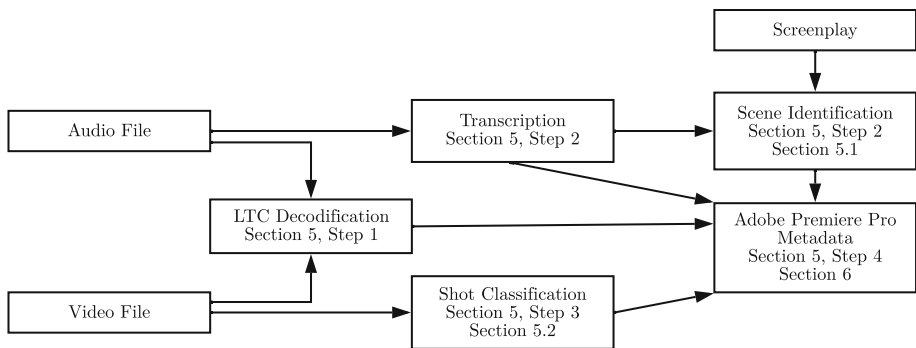 Screenplay
Audio File
Transcription
Section 5, Step 2
Scene Identification
Section 5, Step 2
Section 5.1
LTC Decodification
Section 5, Step 1
Adobe Premiere Pro
Metadata
Section 5, Step 4
Section 6
Video File
Shot Classification
Section 5, Step 3
Section 5.2